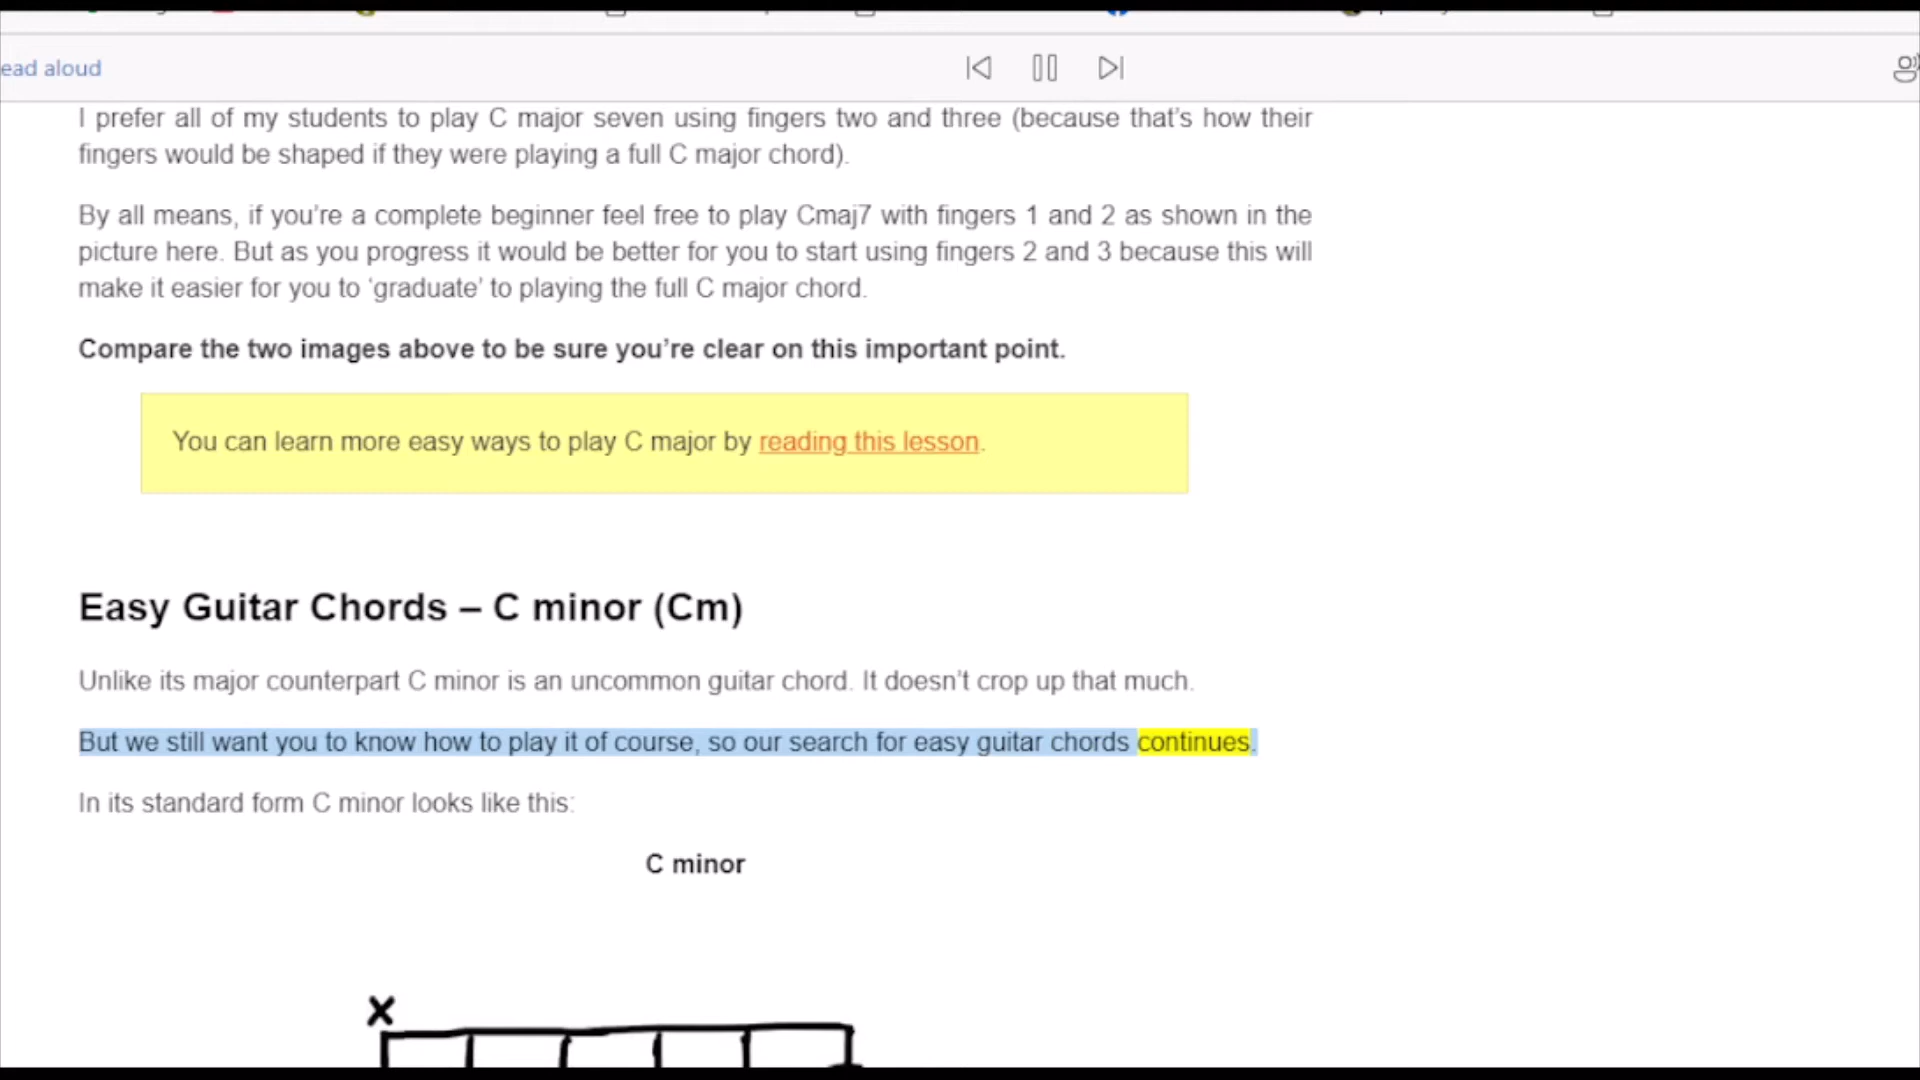 ead aloud
I prefer all of my students to play C major seven using fingers two and three (because that’s how their
fingers would be shaped if they were playing a full C major chord).
By all means, if you’re a complete beginner feel free to play Cmaj7 with fingers 1 and 2 as shown in the
picture here. But as you progress it would be better for you to start using fingers 2 and 3 because this will
make it easier for you to ‘graduate’ to playing the full C major chord.
Compare the two images above to be sure you’re clear on this important point.
You can learn more easy ways to play C major by reading this lesson.
Easy Guitar Chords – C minor (Cm)
Unlike its major counterpart C minor is an uncommon guitar chord. It doesn’t crop up that much.
But we still want you to know how to play it of course, so our search for easy guitar chords continues.
In its standard form C minor looks like this:
C minor
X